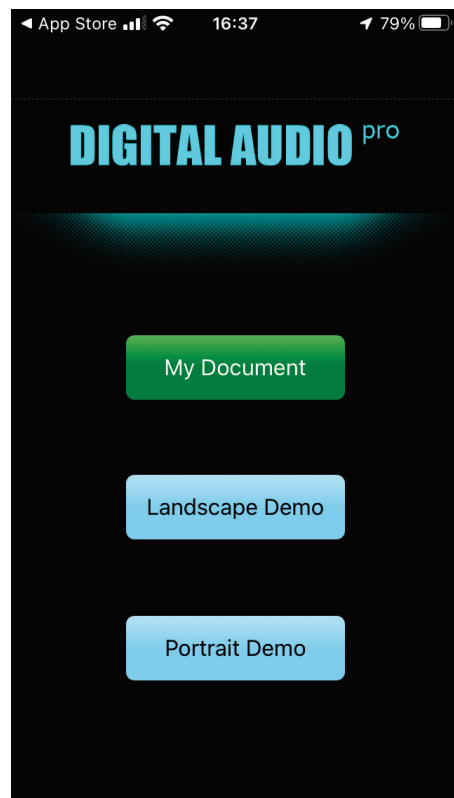 App Store 16:37 79%
DIGITAL AUDIO pro
My Document
Landscape Demo
Portrait Demo